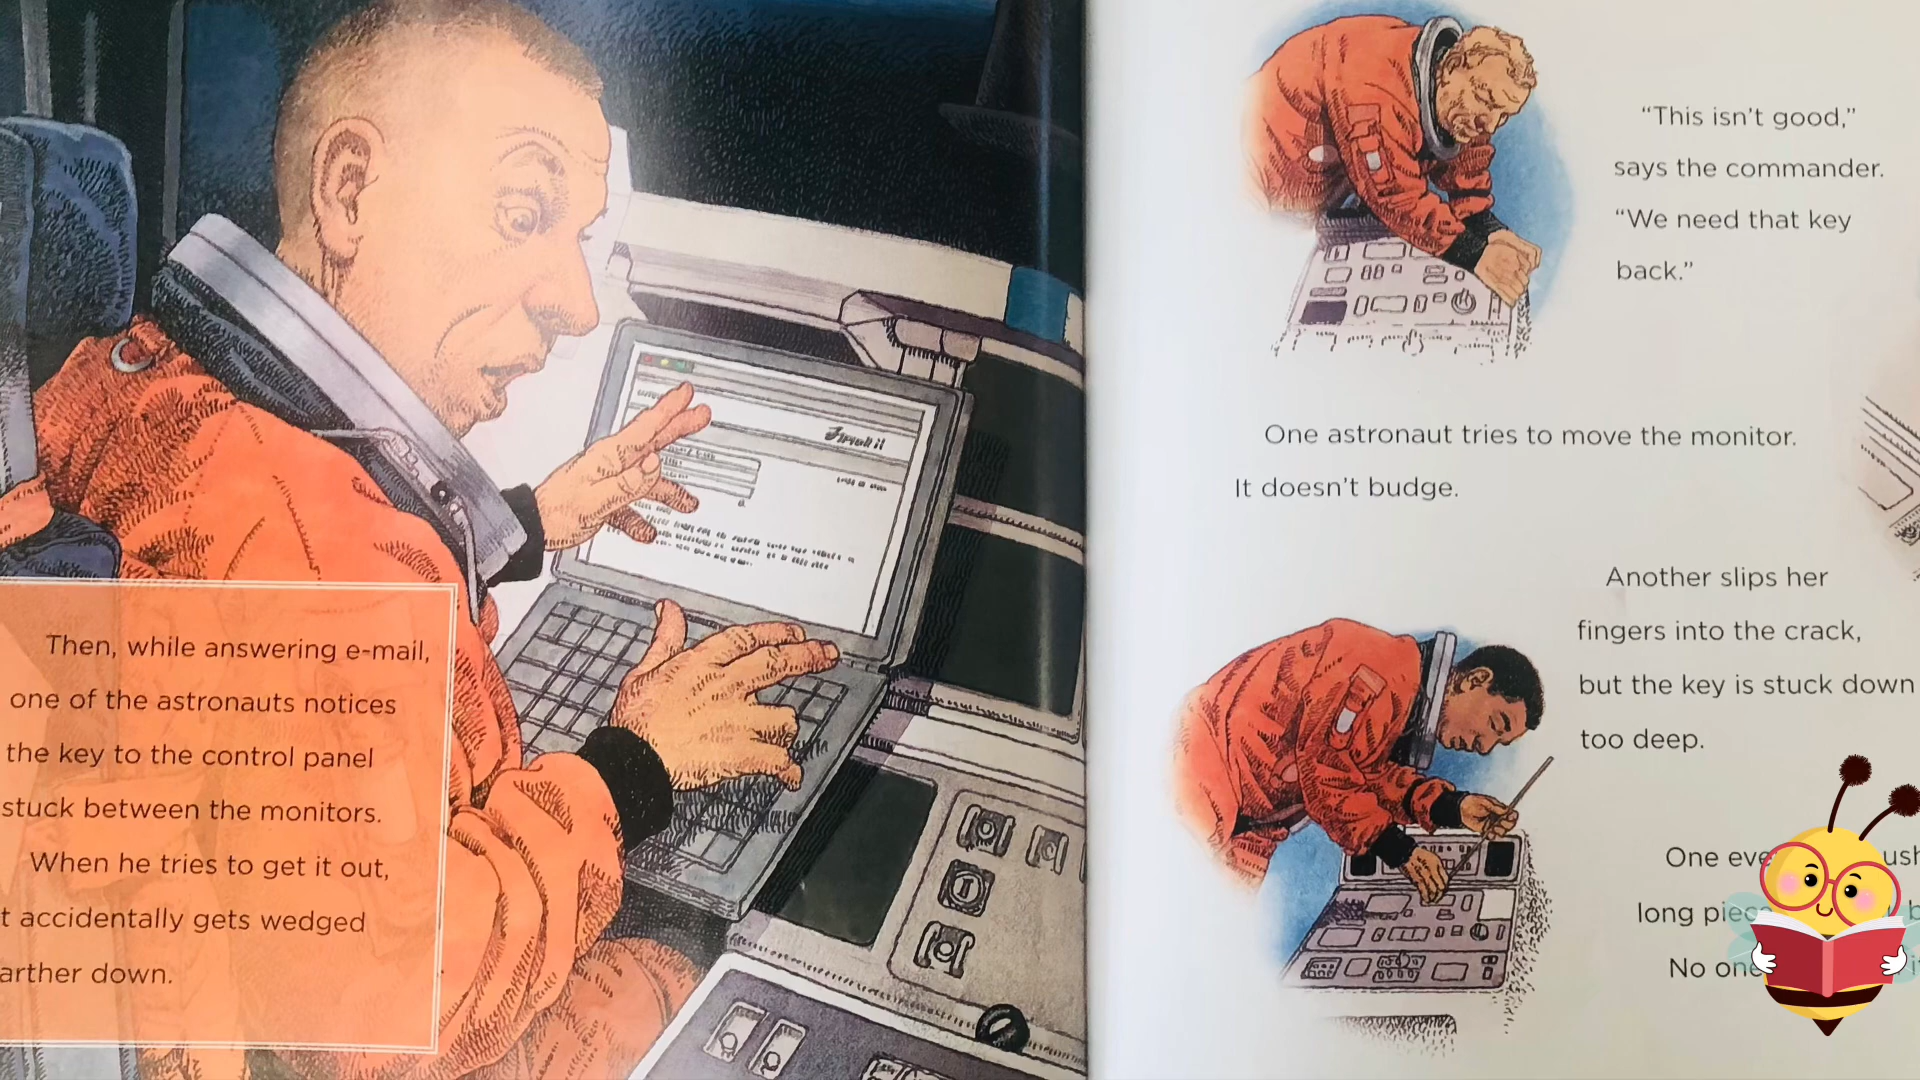 Then, while answering e-mail,
one of the astronauts notices
the key to the control panel
stuck between the monitors.
When he tries to get it out,
t accidentally gets wedged
arther down.
“This isn’t good,”
says the commander.
“We need that key
back.”
One astronaut tries to move the monitor.
It doesn’t budge.
Another slips her
fingers into the crack,
but the key is stuck down
too deep.
One
long
No one